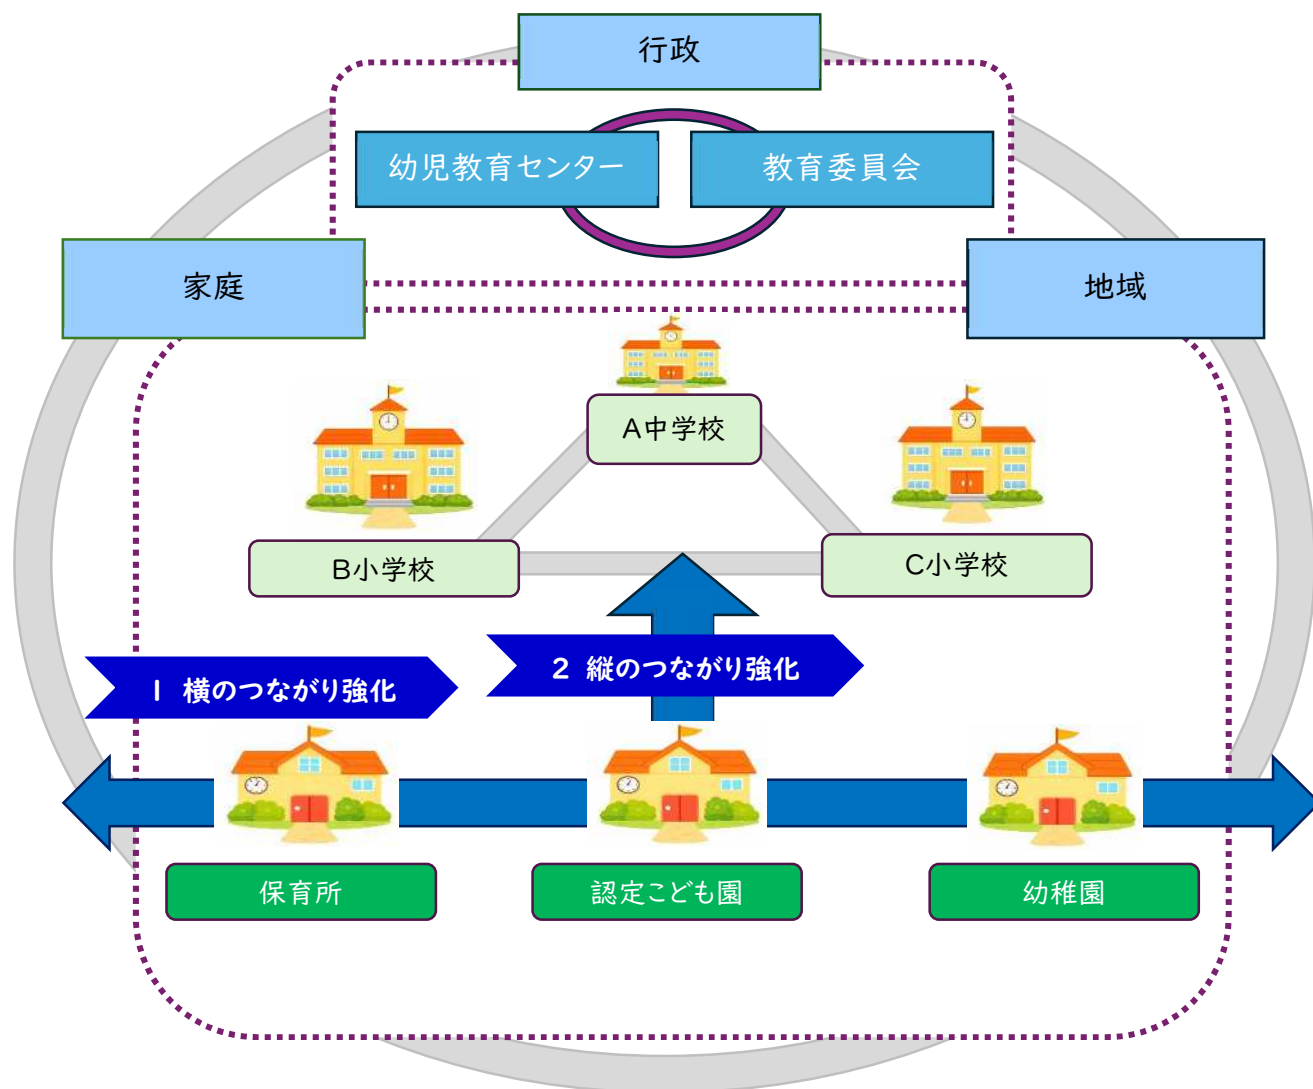 行政
幼児教育センター
教育委員会
家庭
地域
A中学校
B小学校
C小学校
1 横のつながり強化
2 縦のつながり強化
保育所
認定こども園
幼稚園